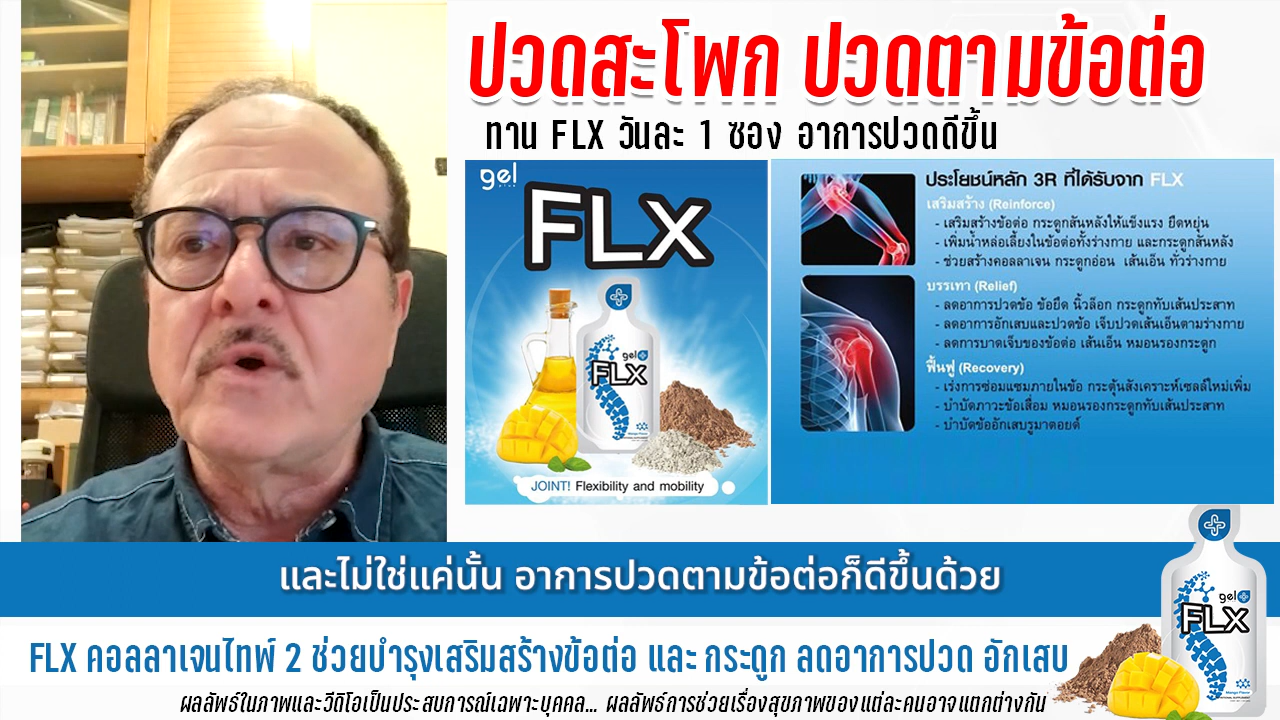 ปวดสะโพก ปวดตามข้อต่อ
ทาน FLX วันละ 1 ซอง อาการปวดดีขึ้น
gel
plus
FLX
gel
FLX
Mango Flavor
JOINT! Flexibility and mobility
ประโยชน์หลัก 3R ที่ได้รับจาก FLX
เสริมสร้าง (Reinforce)
- เสริมสร้างข้อต่อ กระดูกสันหลังให้แข็งแรง ยืดหยุ่น
- เพิ่มน้ำหล่อเลี้ยงในข้อต่อทั้งร่างกาย และกระดูกสันหลัง
- ช่วยสร้างคอลลาเจน กระดูกอ่อน เส้นเอ็น ทั่วร่างกาย
บรรเทา (Relief)
- ลดอาการปวดข้อ ข้อยึด นิ้วล็อก กระดูกทับเส้นประสาท
- ลดอาการอักเสบและปวดข้อ เจ็บปวดเส้นเอ็นตามร่างกาย
- ลดการบาดเจ็บของข้อต่อ เส้นเอ็น หมอนรองกระดูก
ฟื้นฟู (Recovery)
- เร่งการซ่อมแซมภายในข้อ กระตุ้นสังเคราะห์เซลล์ใหม่เพิ่ม
- บำบัดภาวะข้อเสื่อม หมอนรองกระดูกทับเส้นประสาท
- บำบัดข้ออักเสบรูมาตอยด์
และไม่ใช่แค่นั้น อาการปวดตามข้อต่อก็ดีขึ้นด้วย
gel
FLX
Mango Flavor
FLX คอลลาเจนไทพ์ 2 ช่วยบำรุงเสริมสร้างข้อต่อ และ กระดูก ลดอาการปวด อักเสบ
ผลลัพธ์ในภาพและวีดิโอเป็นประสบการณ์เฉพาะบุคคล... ผลลัพธ์การช่วยเรื่องสุขภาพของแต่ละคนอาจแตกต่างกัน